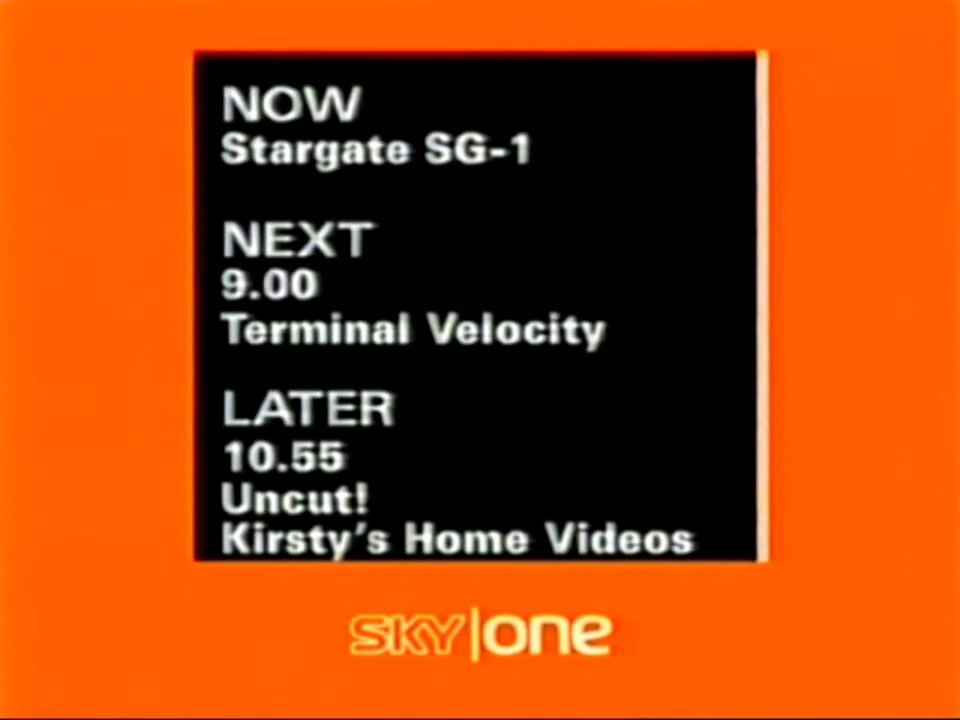 NOW
Stargate SG-1
NEXT
9.00
Terminal Velocity
LATER
10.55
Uncut!
Kirsty's Home Videos
sky|one